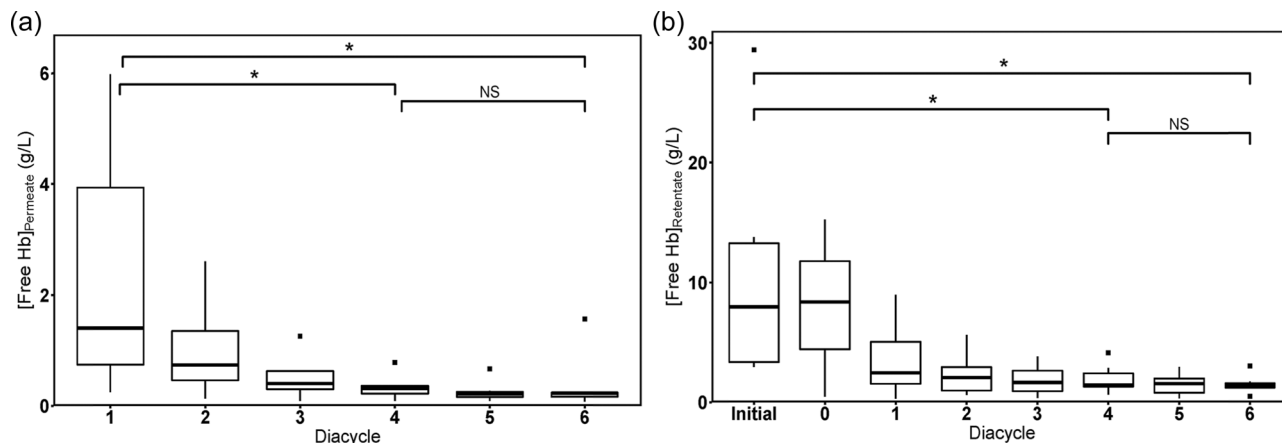 (a)
[Free Hb]Permeate (g/L)
6
4
2
0
*
*
NS
1 2 3 4 5 6
Diacycle
(b)
[Free Hb]Retentate (g/L)
30
20
10
0
*
*
NS
Initial 0 1 2 3 4 5 6
Diacycle